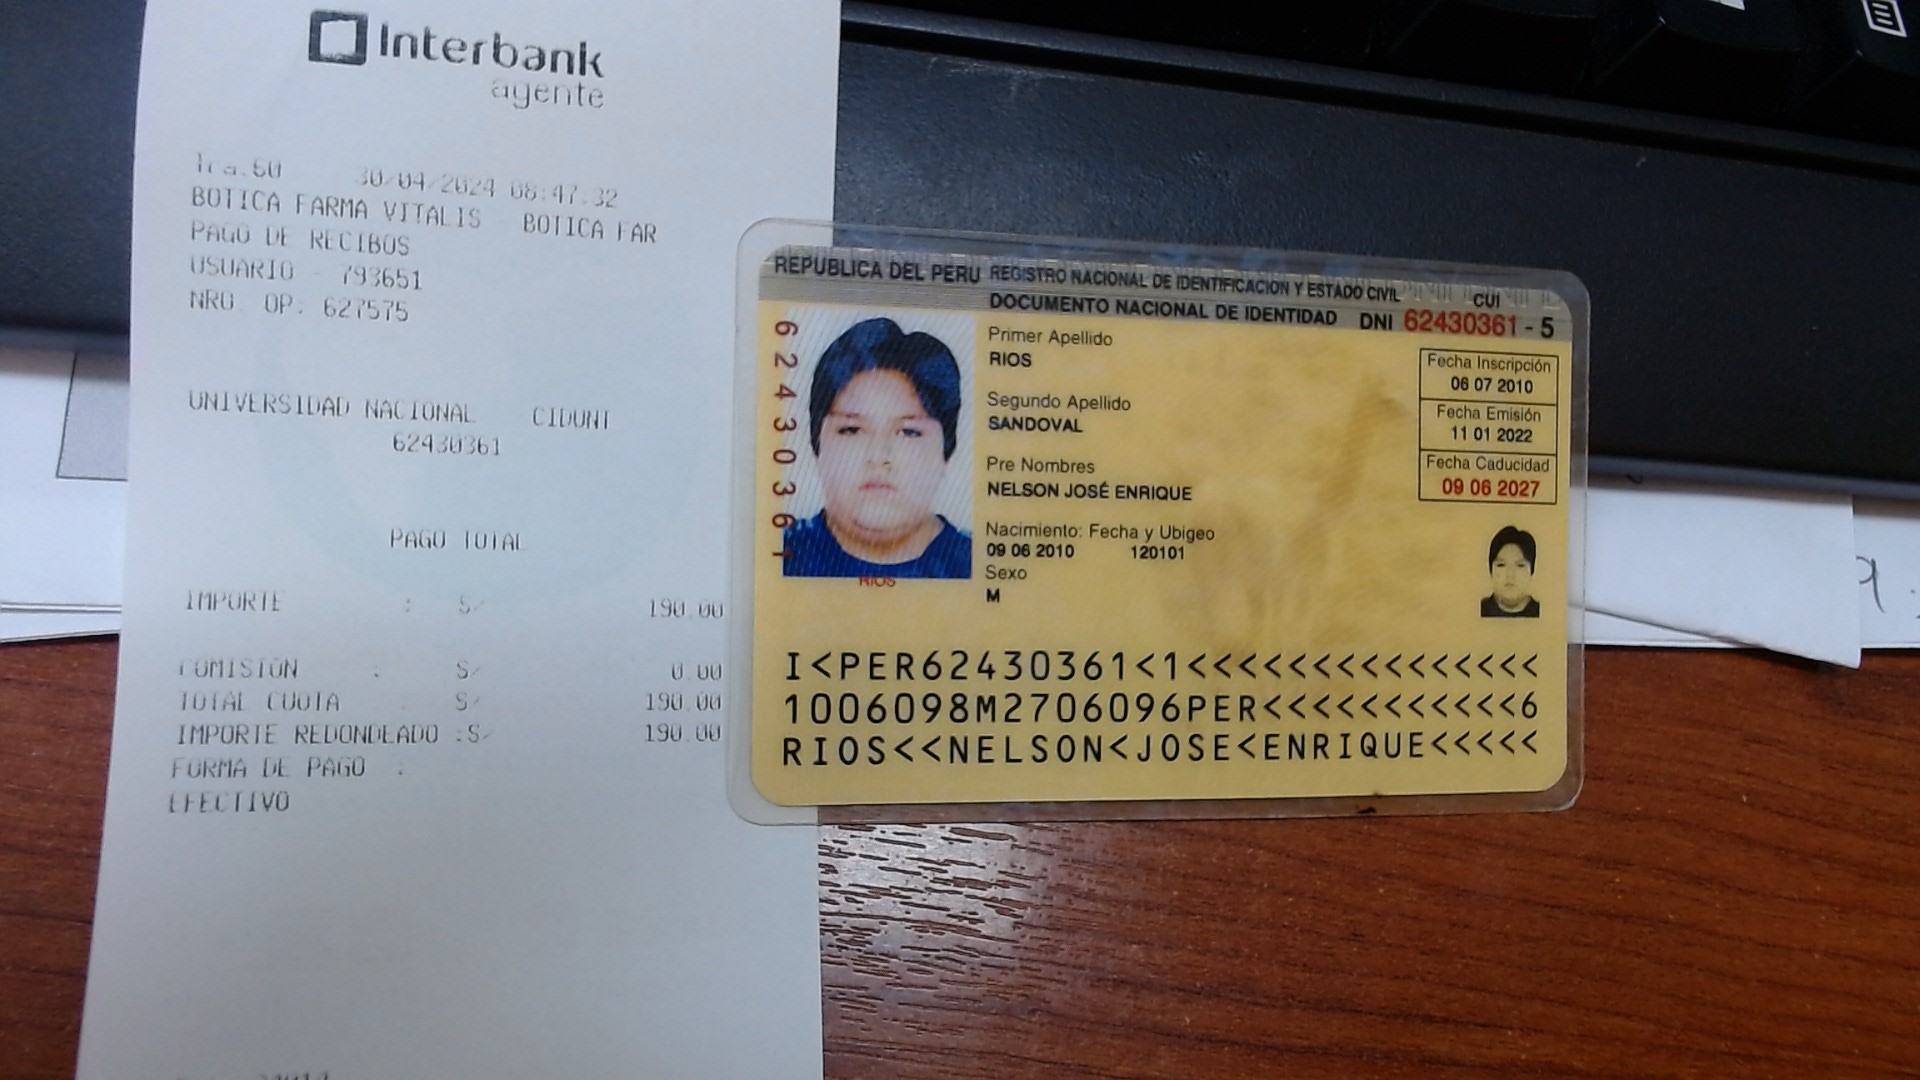 Interbank
agente
Tra.60 30/04/2024 08:47:32
BOTICA FARMA VITALIS - BOTICA FAR
PAGO DE RECIBOS
USUARIO - 793651
NRO. OP. 627575
UNIVERSIDAD NACIONAL CIDUNI
62430361
PAGO TOTAL
IMPORTE : S/ 190.00
COMISIÓN : S/ 0.00
TOTAL CUOTA : S/ 190.00
IMPORTE REDONDEADO :S/ 190.00
FORMA DE PAGO :
EFECTIVO
REPUBLICA DEL PERU REGISTRO NACIONAL DE IDENTIFICACION Y ESTADO CIVIL CUI
DOCUMENTO NACIONAL DE IDENTIDAD DNI 62430361 - 5
62430361
RIOS
Primer Apellido
RIOS
Segundo Apellido
SANDOVAL
Pre Nombres
NELSON JOSÉ ENRIQUE
Nacimiento: Fecha y Ubigeo
09 06 2010 120101
Sexo
M
Fecha Inscripción
06 07 2010
Fecha Emisión
11 01 2022
Fecha Caducidad
09 06 2027
I<PER62430361<1<<<<<<<<<<<<<<<
1006098M2706096PER<<<<<<<<<<<6
RIOS<<NELSON<JOSE<ENRIQUE<<<<<